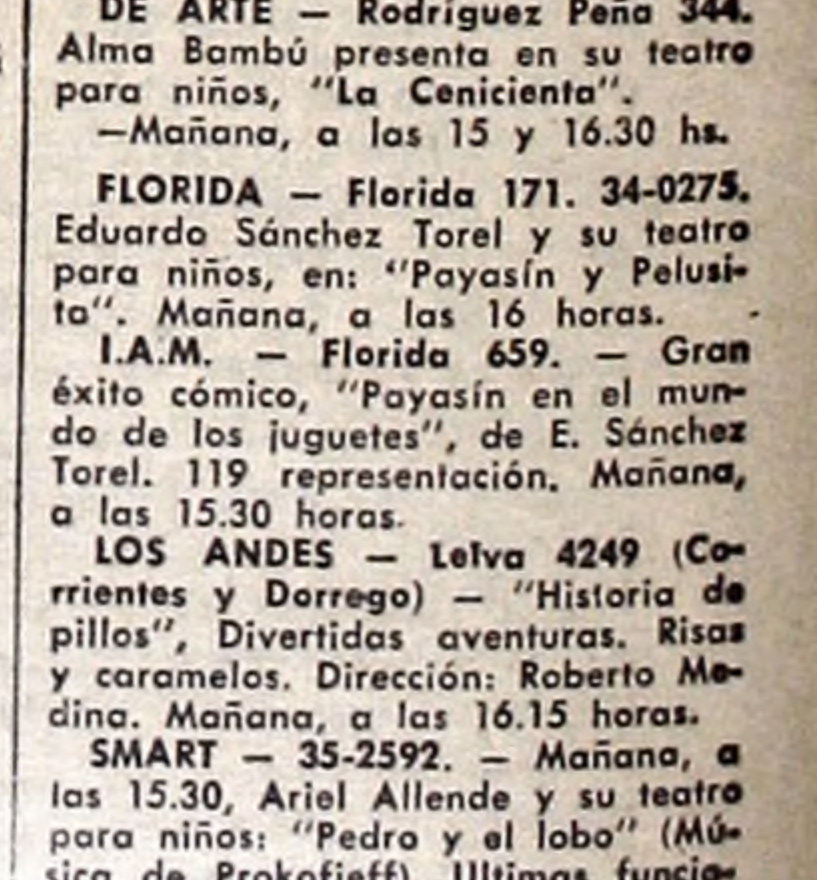 DE ARTE — Rodríguez Peña 344.
Alma Bambú presenta en su teatro
para niños, "La Cenicienta".
—Mañana, a las 15 y 16.30 hs.
FLORIDA — Florida 171. 34-0275.
Eduardo Sánchez Torel y su teatro
para niños, en: "Payasín y Pelusi-
ta". Mañana, a las 16 horas.
I.A.M. — Florida 659. — Gran
éxito cómico, "Payasín en el mun-
do de los juguetes", de E. Sánchez
Torel. 119 representación. Mañana,
a las 15.30 horas.
LOS ANDES — Leiva 4249 (Co-
rrientes y Dorrego) — "Historia de
pillos", Divertidas aventuras. Risas
y caramelos. Dirección: Roberto Me-
dina. Mañana, a las 16.15 horas.
SMART — 35-2592. — Mañana, a
las 15.30, Ariel Allende y su teatro
para niños: "Pedro y el lobo" (Mú-
sica de Prokofieff). Ultimas funcio-